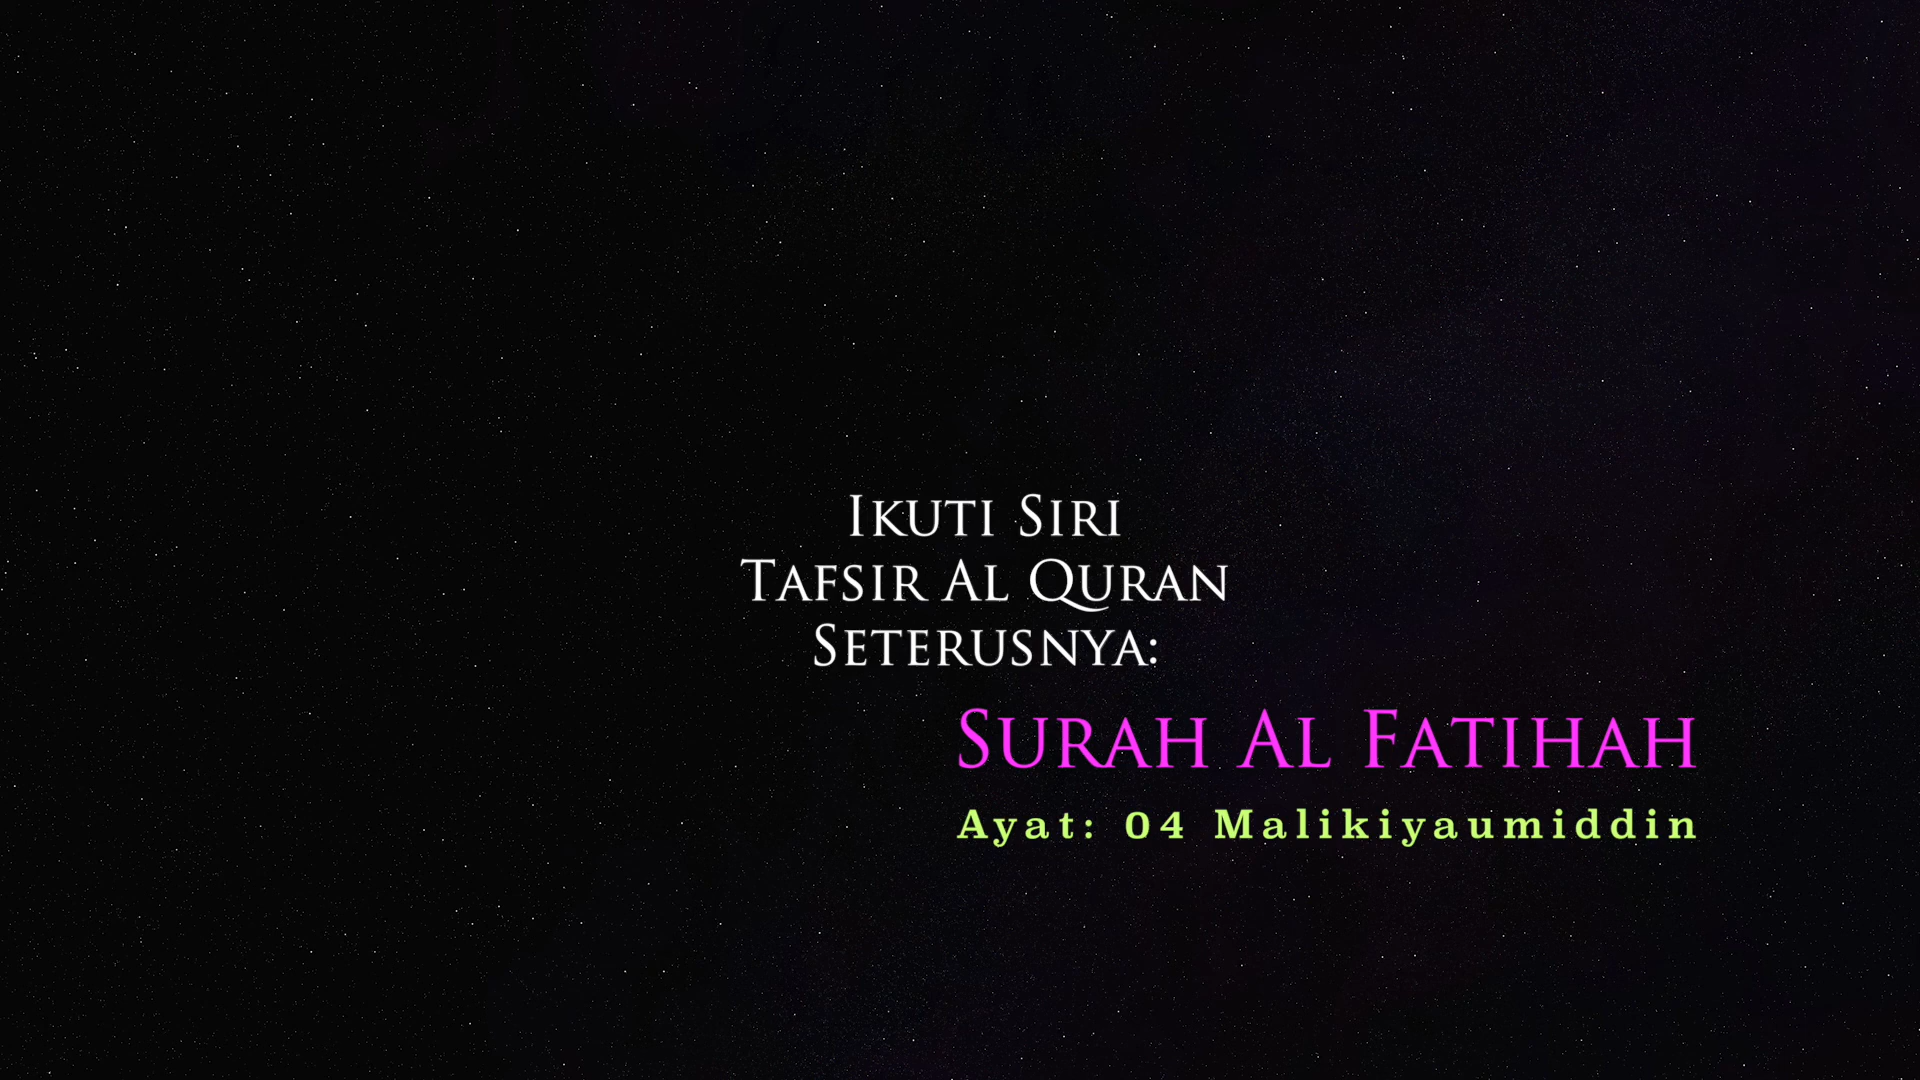 Ikuti Siri
Tafsir Al Quran
Seterusnya:
Surah Al Fatihah
Ayat: 04 Malikiyaumiddin